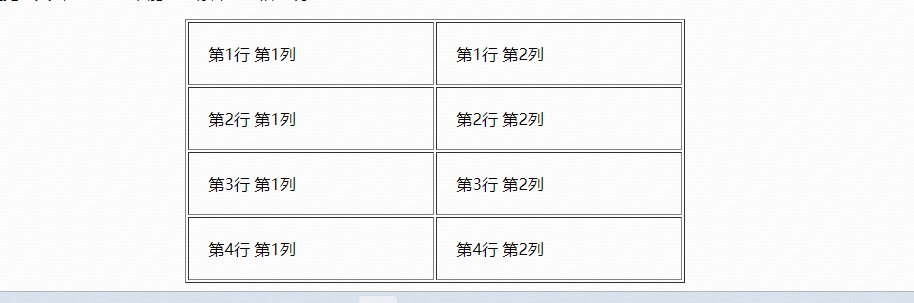 第1行 第1列 第1行 第2列
第2行 第1列 第2行 第2列
第3行 第1列 第3行 第2列
第4行 第1列 第4行 第2列